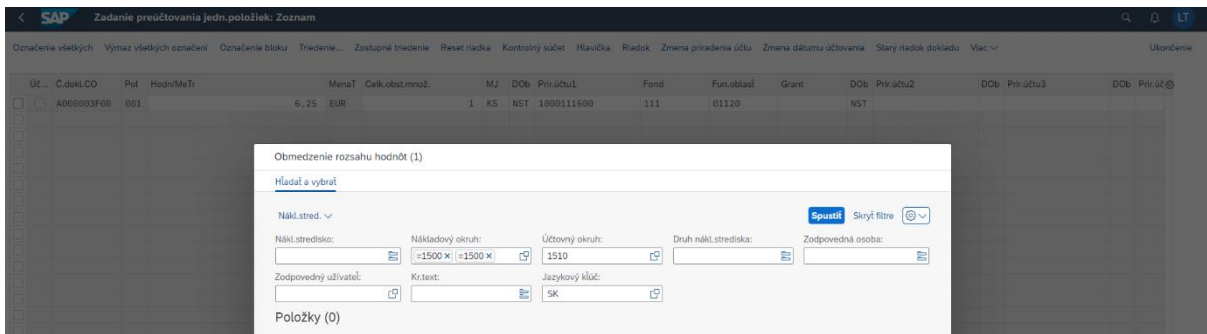 SAP Zadanie preúčtovania jedn.položiek: Zoznam LT
Označenie všetkých Výmaz všetkých označení Označenie bloku Triedenie... Zostupné triedenie Reset riadka Kontrolný súčet Hlavička Riadok Zmena priradenia účtu Zmena dátumu účtovania Starý riadok dokladu Viac Ukončenie
Úč... Č.dokl.CO Pol Hodn/MeTr MenaT Celk.obst.množ. MJ DOb Prir.účtu1 Fond Fun.oblasť Grant DOb Prir.účtu2 DOb Prir.účtu3 DOb Prir.úč
A000003F00 001 6,25 EUR 1 KS NST 1000111600 111 01120 NST
Obmedzenie rozsahu hodnôt (1)
Hľadať a vybrať
Nákl.stred. Spustiť Skryť filtre
Nákl.stredisko: Nákladový okruh: Účtovný okruh: Druh nákl.strediska: Zodpovedná osoba:
=1500 × =1500 × 1510
Zodpovedný užívateľ: Kr.text: Jazykový kľúč:
SK
Položky (0)